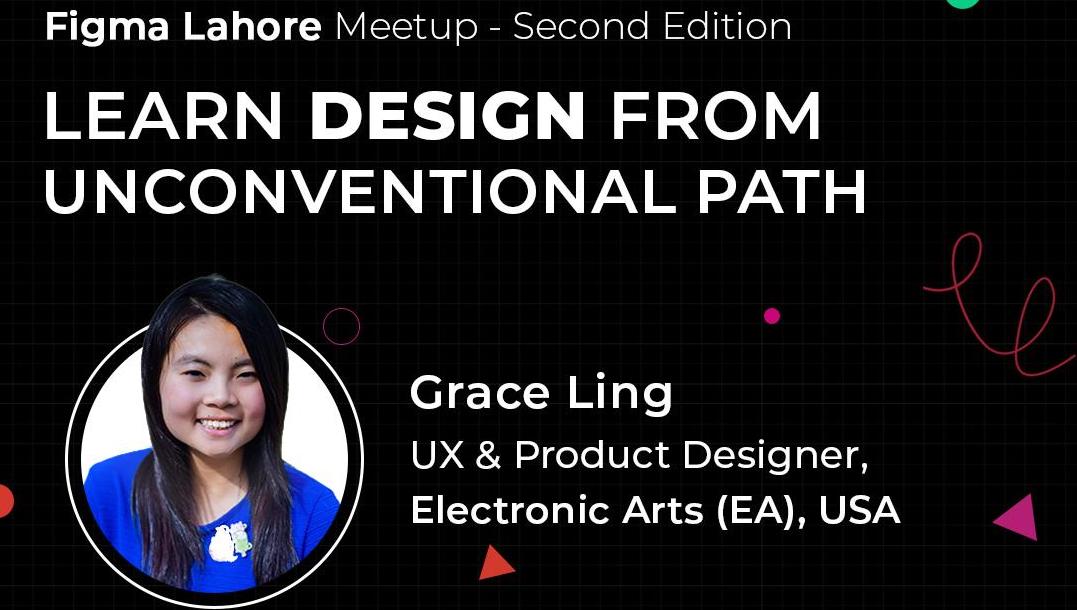 Figma Lahore Meetup - Second Edition
LEARN DESIGN FROM
UNCONVENTIONAL PATH
Grace Ling
UX & Product Designer,
Electronic Arts (EA), USA